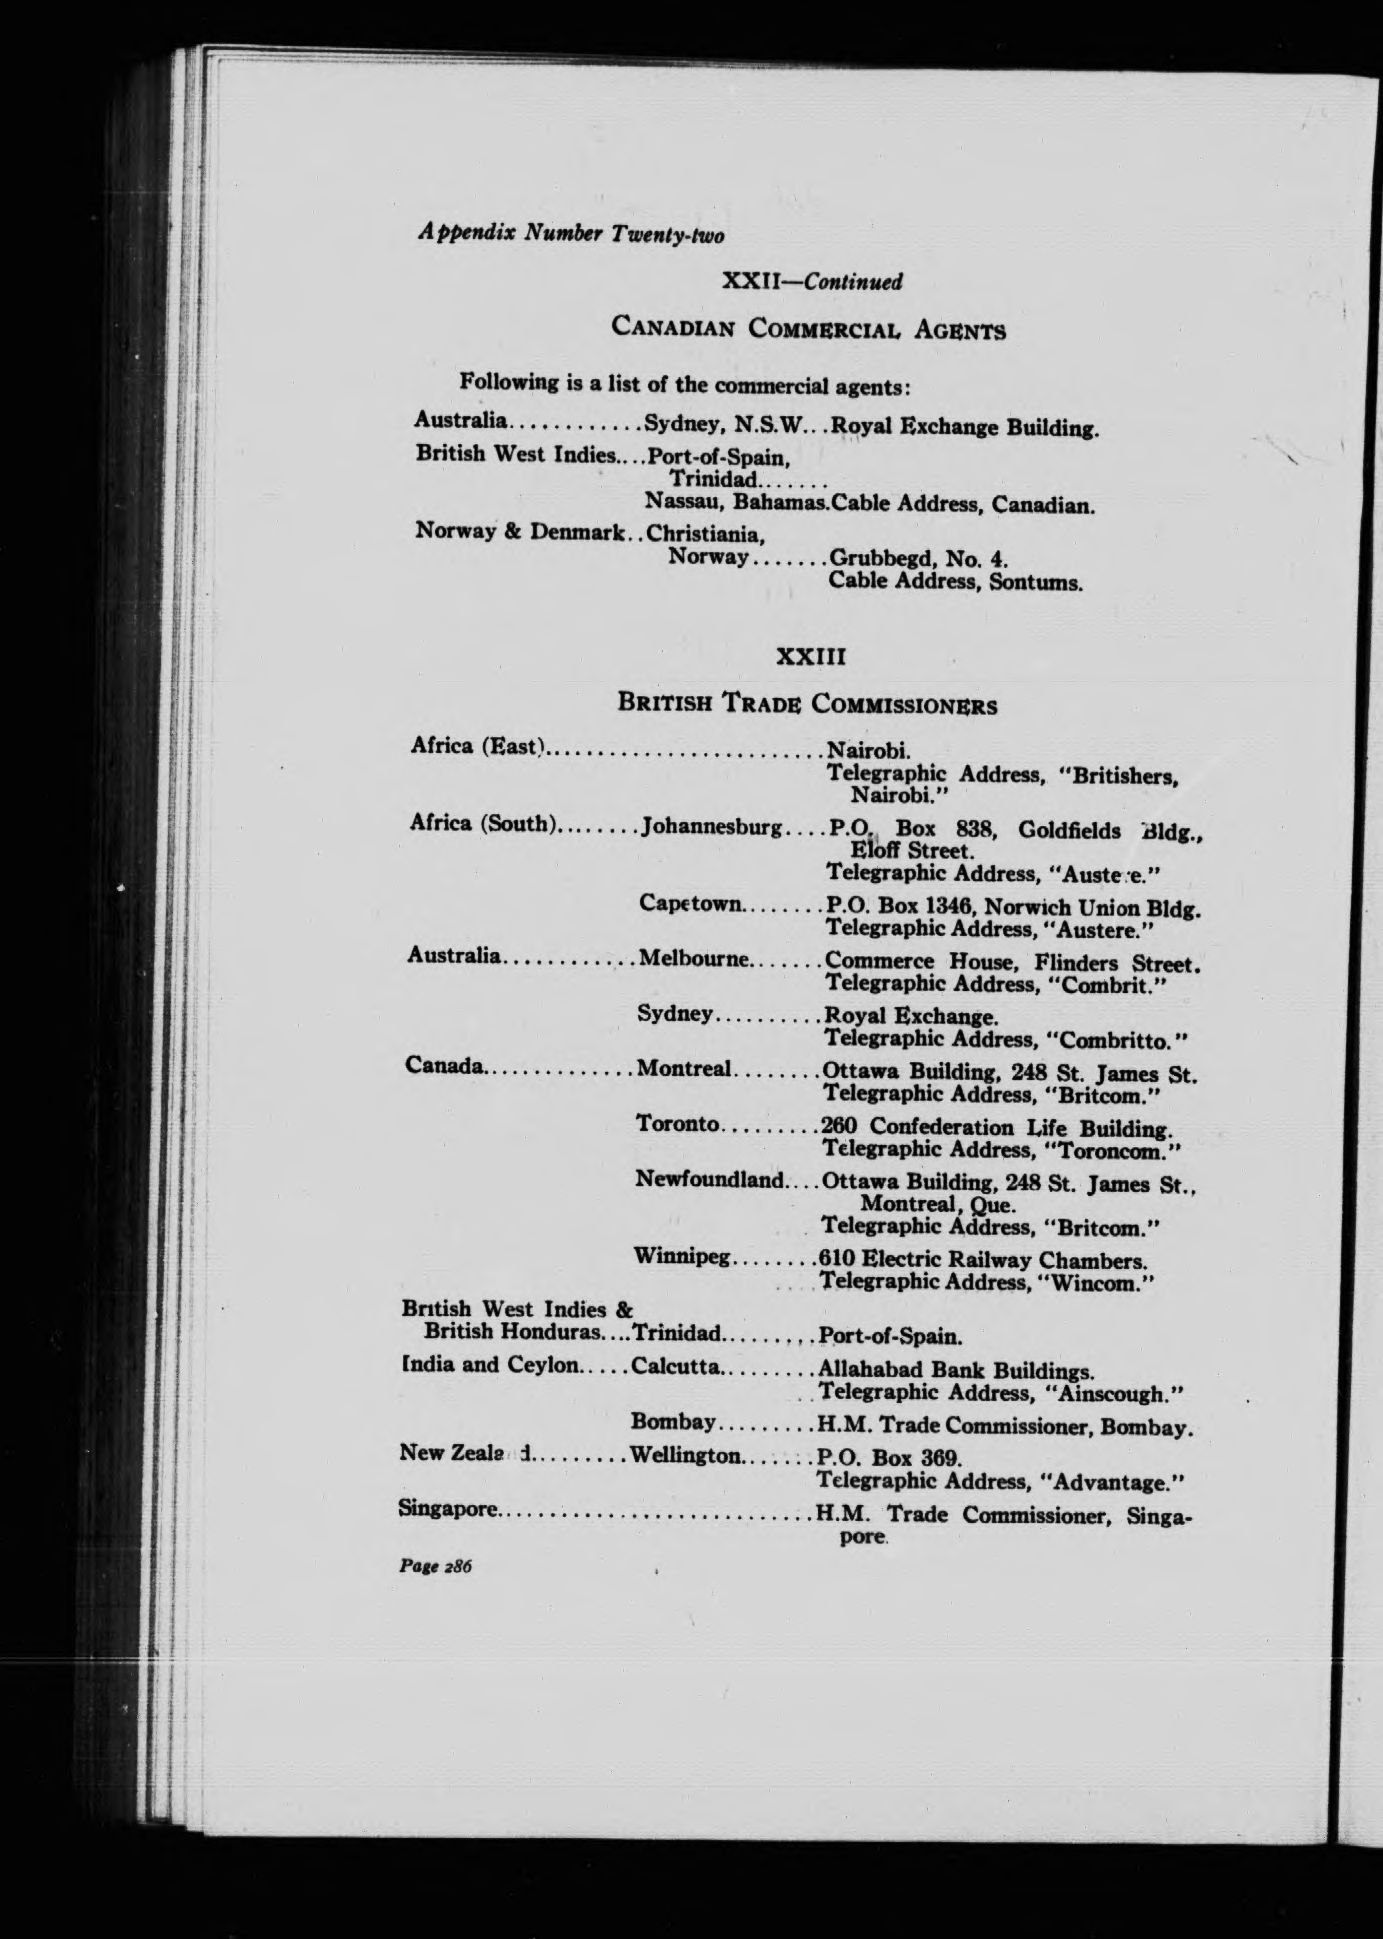 Appendix Number Twenty-two
XXII—Continued
CANADIAN COMMERCIAL AGENTS
Following is a list of the commercial agents:
Australia.............Sydney, N.S.W...Royal Exchange Building.
British West Indies....Port-of-Spain,
Trinidad.......
Nassau, Bahamas.Cable Address, Canadian.
Norway & Denmark..Christiania,
Norway.......Grubbegd, No. 4.
Cable Address, Sontums.
XXIII
BRITISH TRADE COMMISSIONERS
Africa (East)...........................Nairobi.
Telegraphic Address, "Britishers,
Nairobi."
Africa (South)........Johannesburg....P.O. Box 838, Goldfields Bldg.,
Eloff Street.
Telegraphic Address, "Austere."
Capetown........P.O. Box 1346, Norwich Union Bldg.
Telegraphic Address, "Austere."
Australia.............Melbourne.......Commerce House, Flinders Street.
Telegraphic Address, "Combrit."
Sydney...........Royal Exchange.
Telegraphic Address, "Combritto."
Canada...............Montreal.........Ottawa Building, 248 St. James St.
Telegraphic Address, "Britcom."
Toronto..........260 Confederation Life Building.
Telegraphic Address, "Toroncom."
Newfoundland....Ottawa Building, 248 St. James St.,
Montreal, Que.
Telegraphic Address, "Britcom."
Winnipeg.........610 Electric Railway Chambers.
Telegraphic Address, "Wincom."
British West Indies &
British Honduras....Trinidad.........Port-of-Spain.
India and Ceylon.....Calcutta..........Allahabad Bank Buildings.
Telegraphic Address, "Ainscough."
Bombay..........H.M. Trade Commissioner, Bombay.
New Zealand.........Wellington.......P.O. Box 369.
Telegraphic Address, "Advantage."
Singapore...............................H.M. Trade Commissioner, Singa-
pore.
Page 286